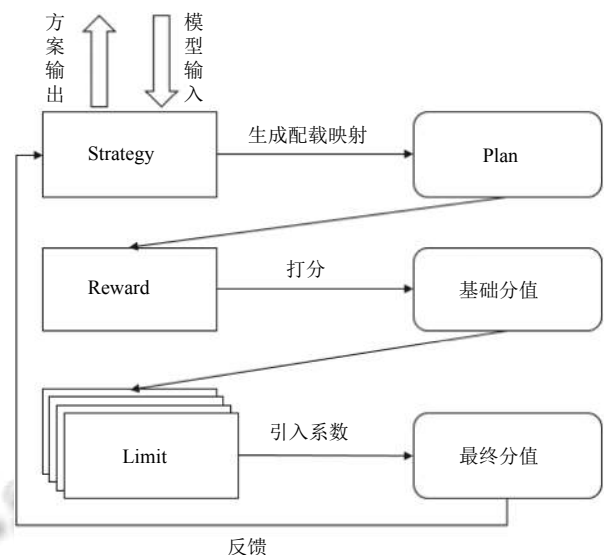 方案输出
模型输入
Strategy
生成配载映射
Plan
Reward
打分
基础分值
Limit
引入系数
最终分值
反馈